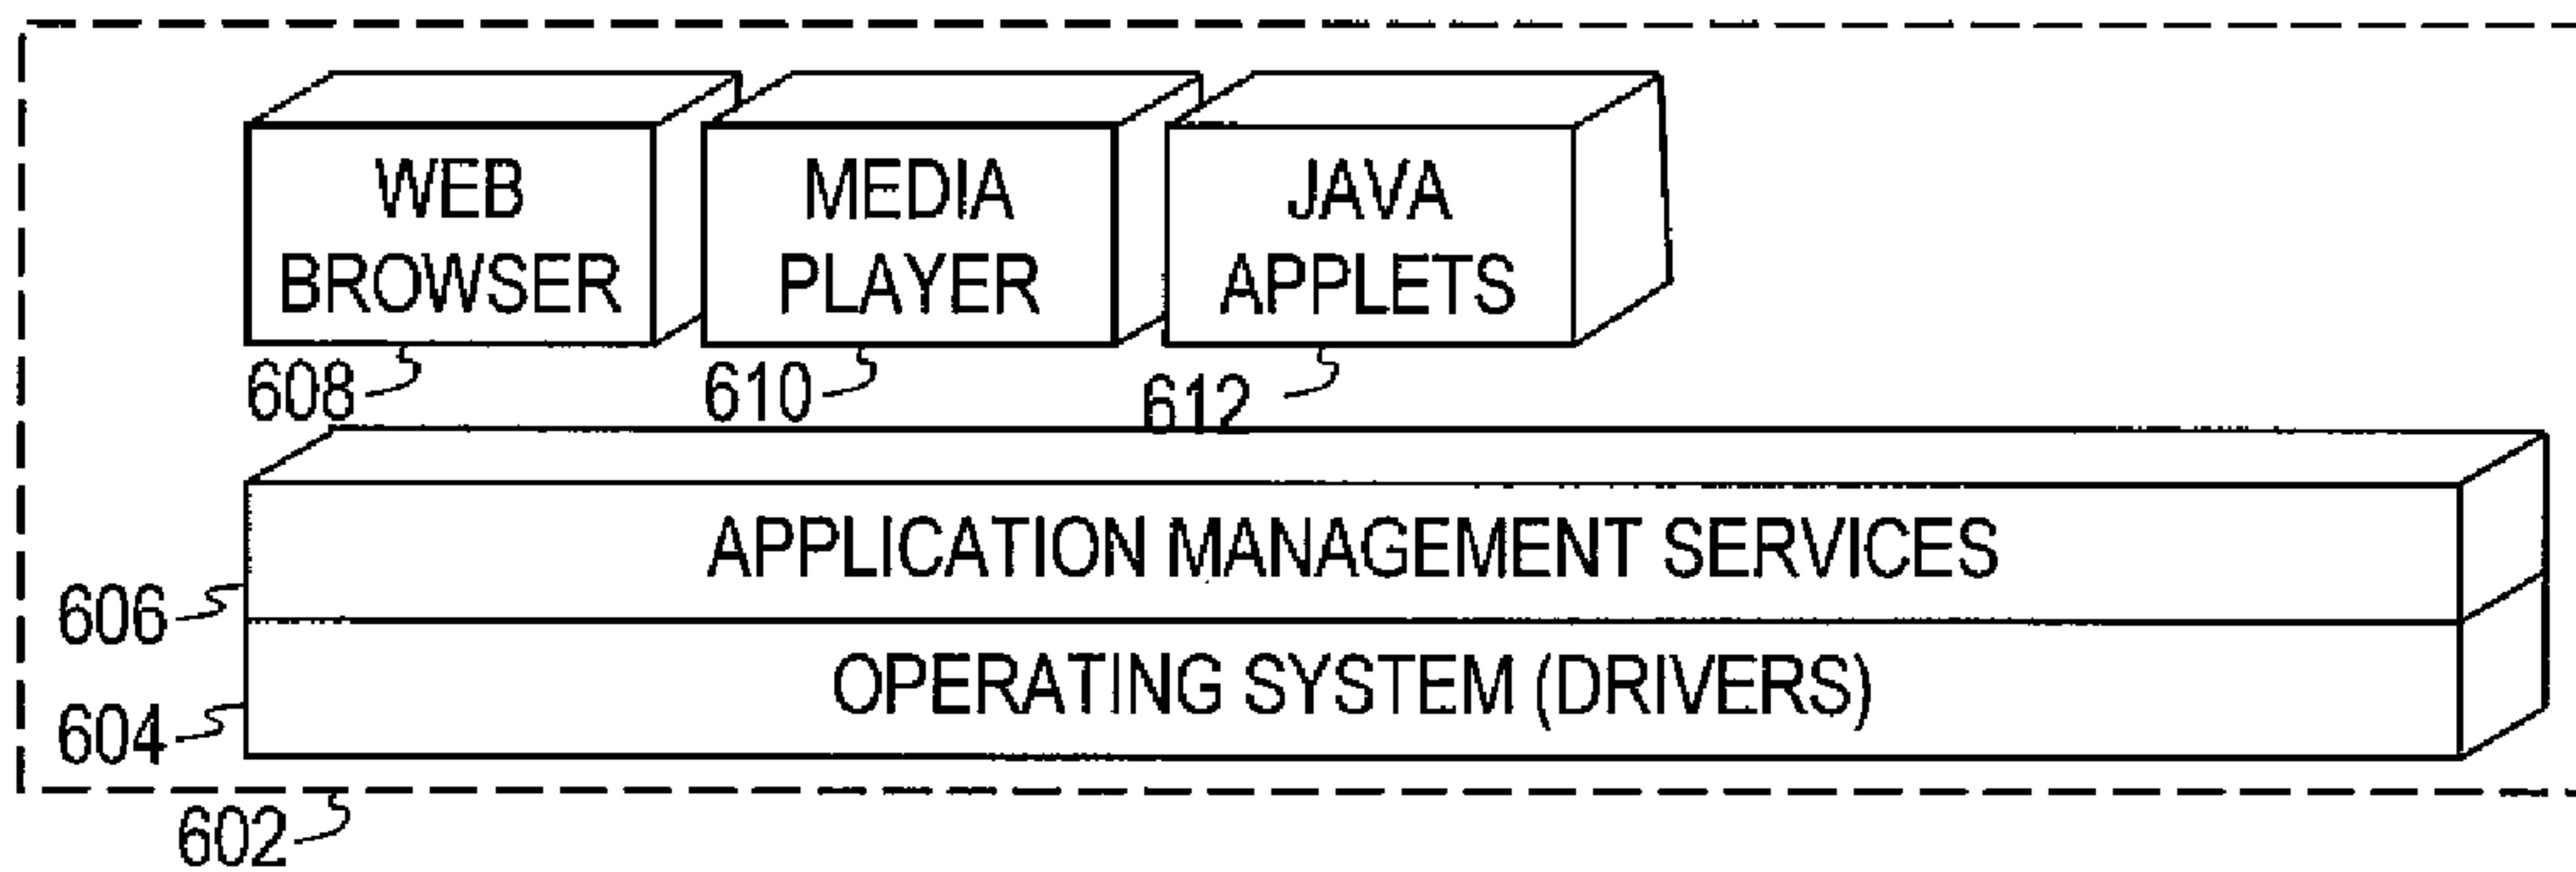 WEB
BROWSER
MEDIA
PLAYER
JAVA
APPLETS
608
610
612
APPLICATION MANAGEMENT SERVICES
606
OPERATING SYSTEM (DRIVERS)
604
602